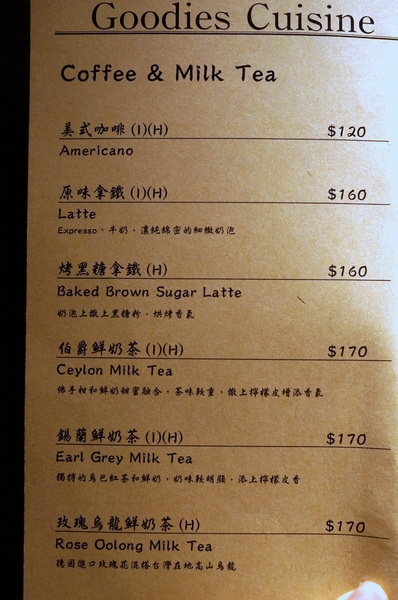 Goodies Cuisine
Coffee & Milk Tea
美式咖啡 (I)(H) $120
Americano
原味拿鐵 (I)(H) $160
Latte
Expresso、牛奶，濃純綿密的細緻奶泡
烤黑糖拿鐵 (H) $160
Baked Brown Sugar Latte
奶泡上撒上黑糖粉，烘烤香氣
伯爵鮮奶茶 (I)(H) $170
Ceylon Milk Tea
佛手柑和鮮奶甜蜜融合，茶味較重，撒上檸檬皮增添香氣
錫蘭鮮奶茶 (I)(H) $170
Earl Grey Milk Tea
獨特的烏巴紅茶和鮮奶，奶味較明顯，添上檸檬皮香
玫瑰烏龍鮮奶茶 (H) $170
Rose Oolong Milk Tea
德國進口玫瑰花混搭台灣在地高山烏龍